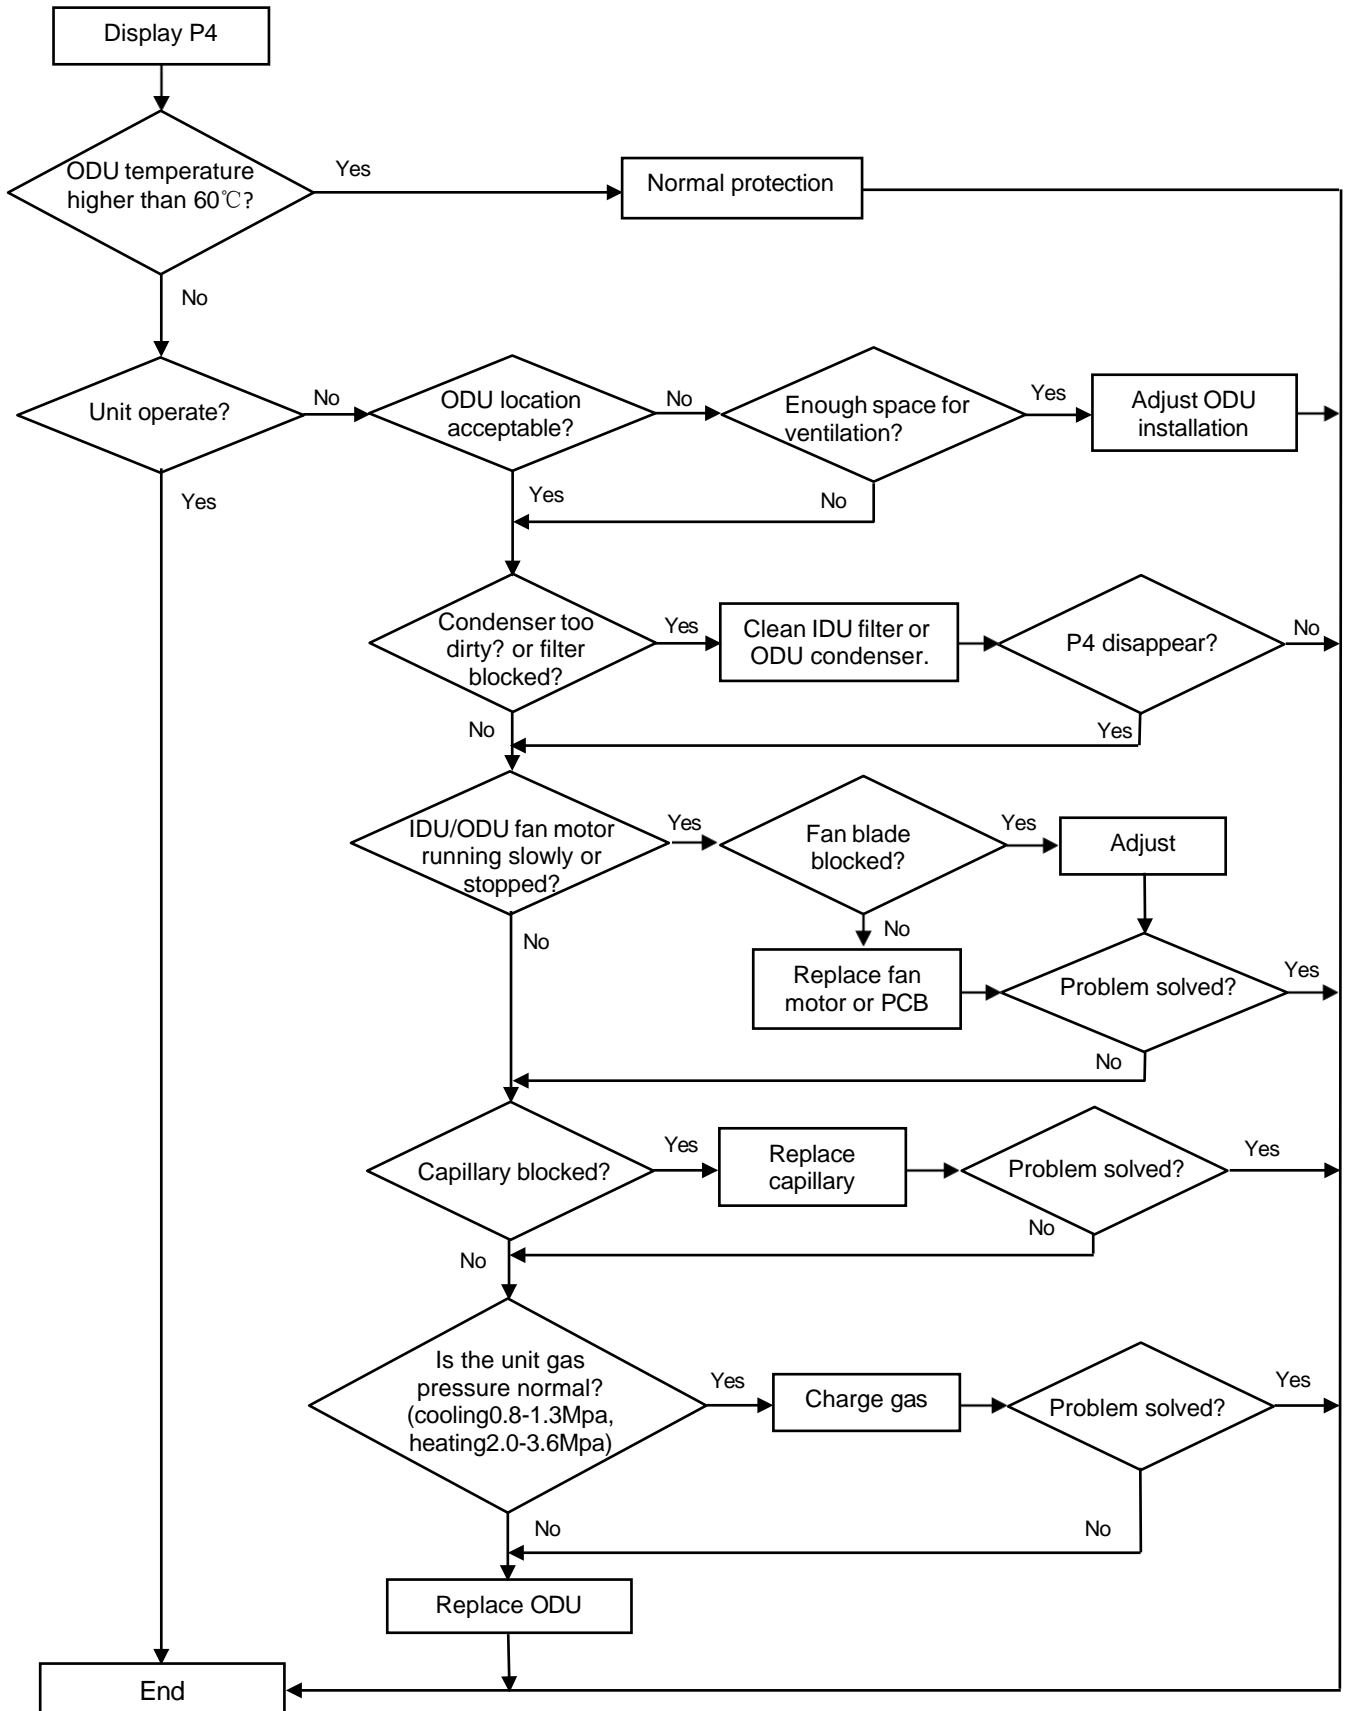 Display P4
ODU temperature
higher than 60℃?
Yes
Normal protection
No
Unit operate?
No
ODU location
acceptable?
No
Enough space for
ventilation?
Yes
Adjust ODU
installation
Yes
Yes
No
Condenser too
dirty? or filter
blocked?
Yes
Clean IDU filter or
ODU condenser.
P4 disappear?
No
No
Yes
IDU/ODU fan motor
running slowly or
stopped?
Yes
Fan blade
blocked?
Yes
Adjust
No
No
Replace fan
motor or PCB
Problem solved?
Yes
No
Capillary blocked?
Yes
Replace
capillary
Problem solved?
Yes
No
No
Is the unit gas
pressure normal?
(cooling0.8-1.3Mpa,
heating2.0-3.6Mpa)
Yes
Charge gas
Problem solved?
Yes
No
No
Replace ODU
End